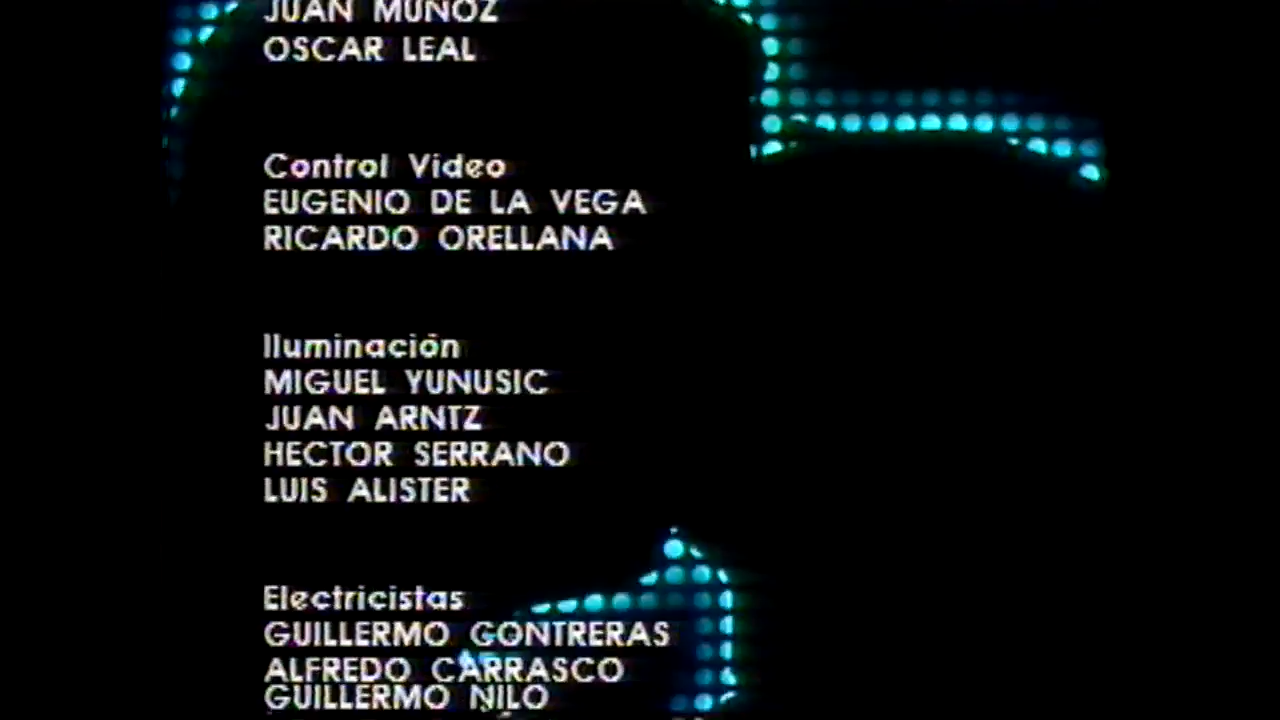 JUAN MUÑOZ
OSCAR LEAL
Control Video
EUGENIO DE LA VEGA
RICARDO ORELLANA
Iluminación
MIGUEL YUNUSIC
JUAN ARNTZ
HECTOR SERRANO
LUIS ALISTER
Electricistas
GUILLERMO CONTRERAS
ALFREDO CARRASCO
GUILLERMO NILO